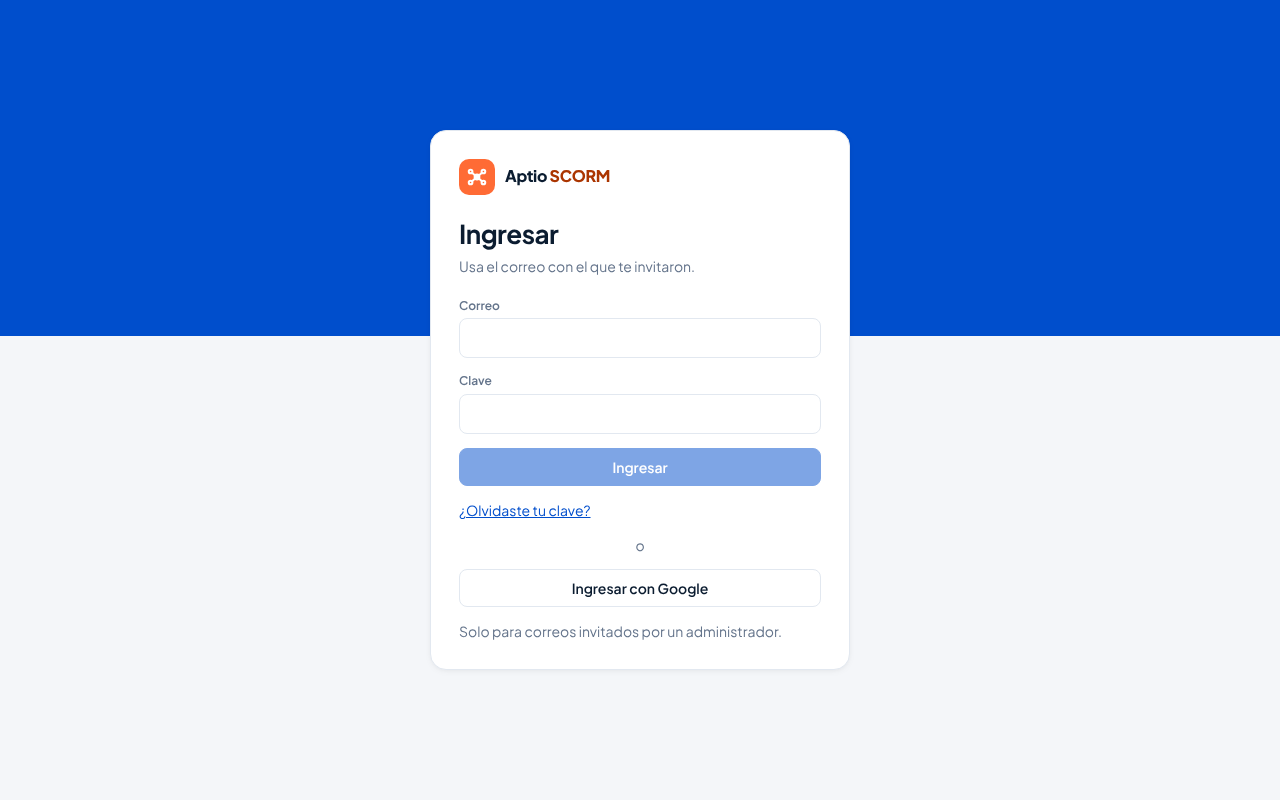 Aptio SCORM
Ingresar
Usa el correo con el que te invitaron.
Correo
Clave
Ingresar
¿Olvidaste tu clave?
o
Ingresar con Google
Solo para correos invitados por un administrador.